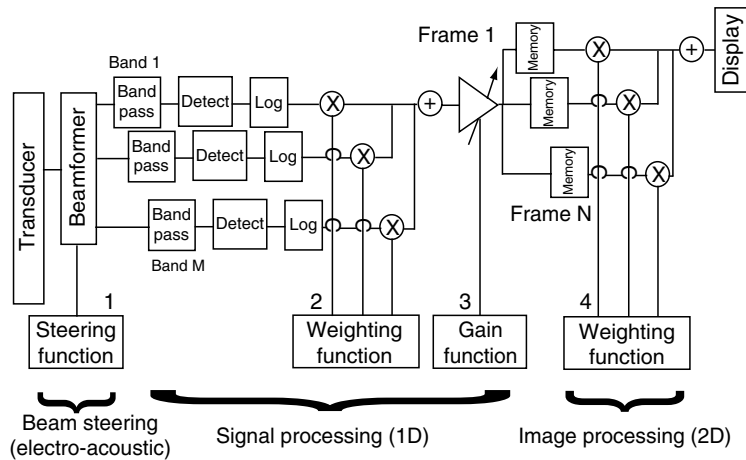 Frame 1
Band 1
Band
pass
Detect
Log
X
+
Memory
X
+
Display
Transducer
Beamformer
Band
pass
Detect
Log
X
Memory
X
Band
pass
Detect
Log
X
Memory
X
Band M
Frame N
1
2
3
4
Steering
function
Weighting
function
Gain
function
Weighting
function
Beam steering
(electro-acoustic)
Signal processing (1D)
Image processing (2D)